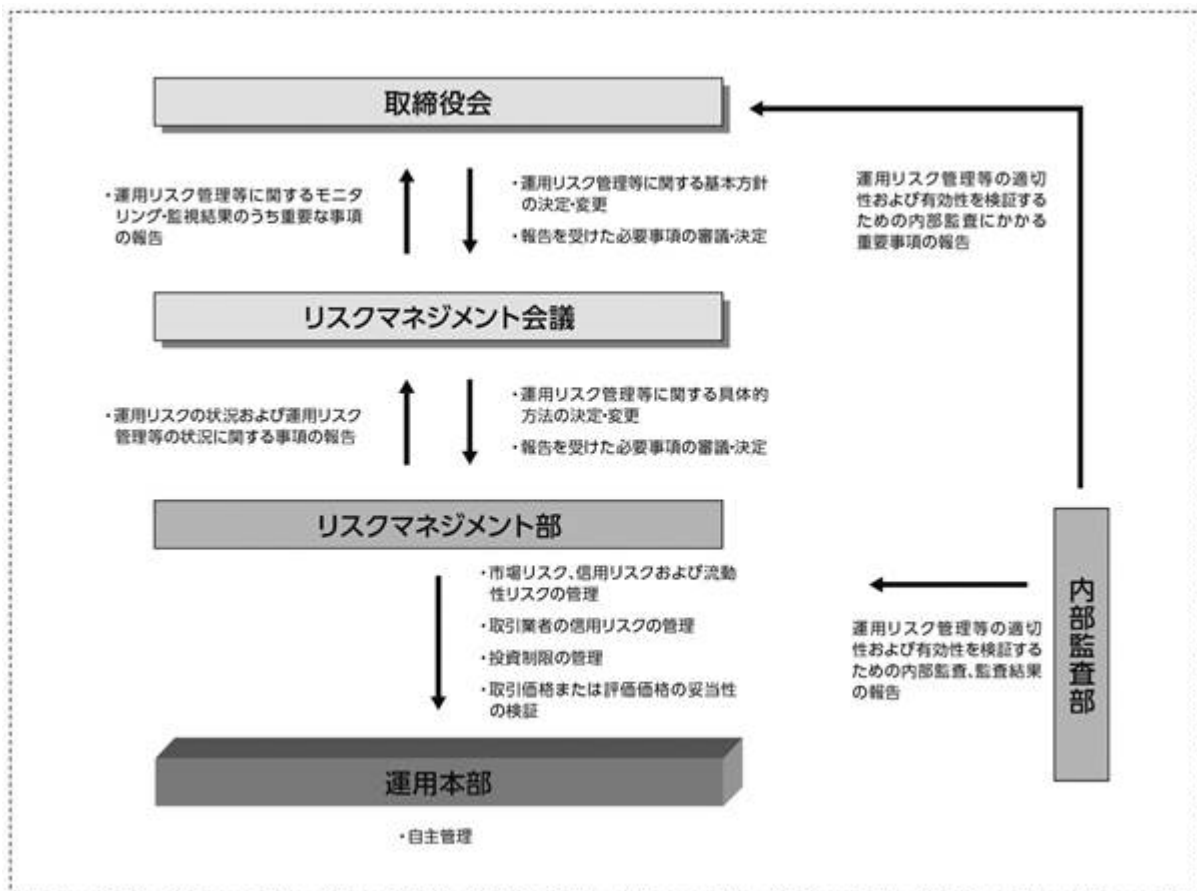 取締役会
・運用リスク管理等に関するモニタ
リング・監視結果のうち重要な事項
の報告
・運用リスク管理等に関する基本方針
の決定・変更
・報告を受けた必要事項の審議・決定
運用リスク管理等の適切
性および有効性を検証す
るための内部監査にかかる
重要事項の報告
リスクマネジメント会議
・運用リスクの状況および運用リスク
管理等の状況に関する事項の報告
・運用リスク管理等に関する具体的
方法の決定・変更
・報告を受けた必要事項の審議・決定
リスクマネジメント部
・市場リスク、信用リスクおよび流動
性リスクの管理
・取引業者の信用リスクの管理
・投資制限の管理
・取引価格または評価価格の妥当性
の検証
運用リスク管理等の適切
性および有効性を検証する
ための内部監査、監査結果
の報告
内部監査部
運用本部
・自主管理